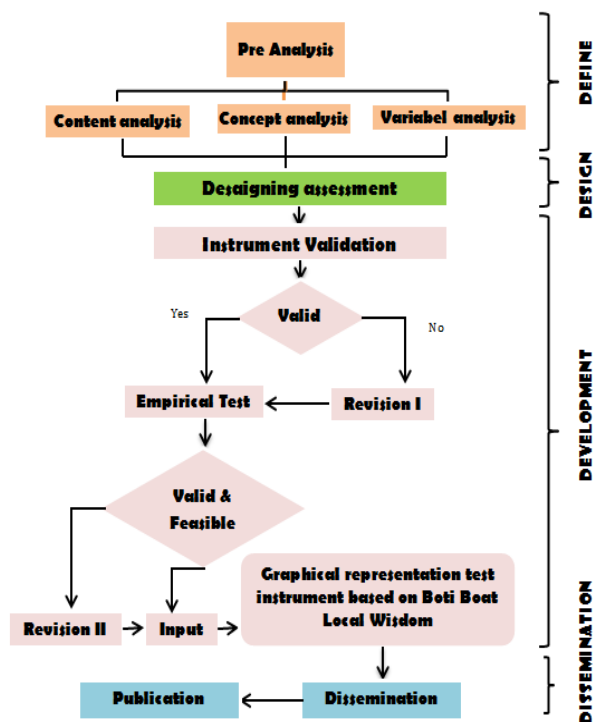 Pre Analysis
Content analysis
Concept analysis
Variabel analysis
DEFINE
Desaigning assessment
DESIGN
Instrument Validation
Valid
Yes
No
Empirical Test
Revision I
DEVELOPMENT
Valid &
Feasible
Graphical representation test
instrument based on Boti Boat
Local Wisdom
Revision II
Input
Publication
Dissemination
DISSEMINATION